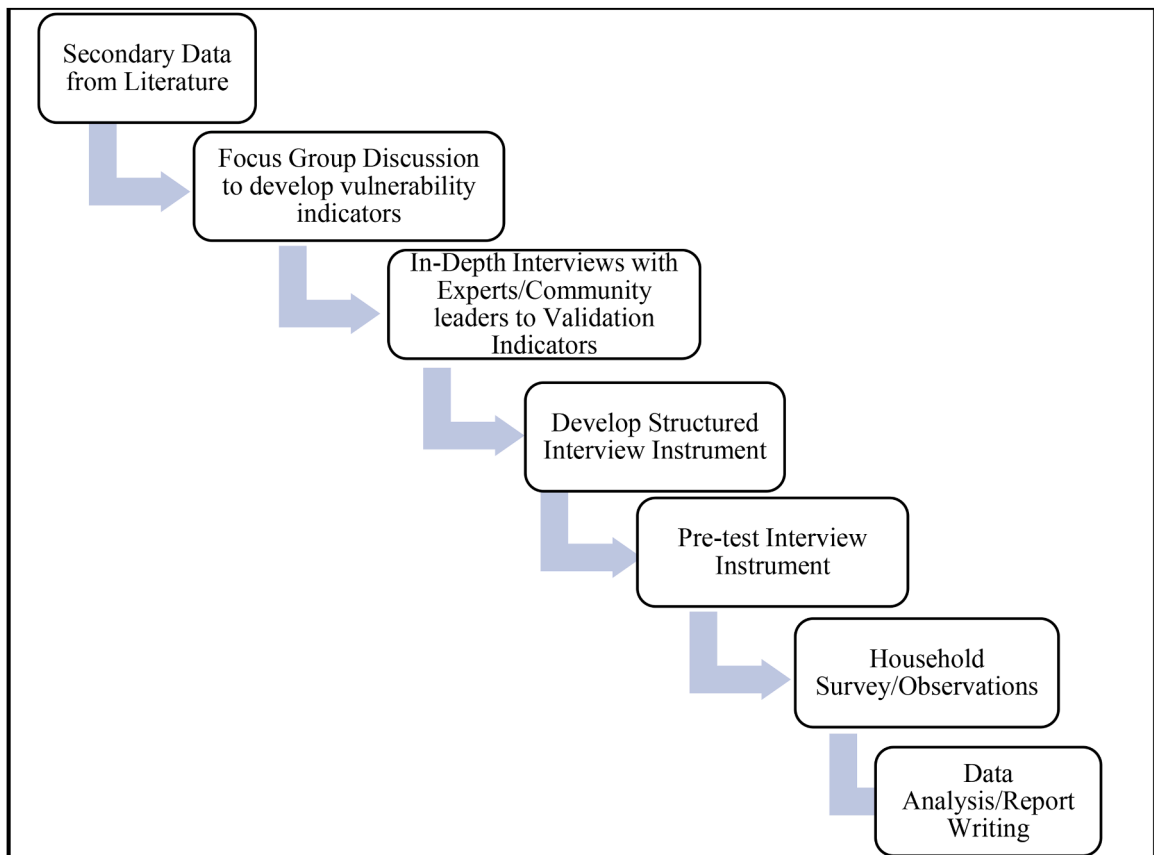 Secondary Data
from Literature
Focus Group Discussion
to develop vulnerability
indicators
In-Depth Interviews with
Experts/Community
leaders to Validation
Indicators
Develop Structured
Interview Instrument
Pre-test Interview
Instrument
Household
Survey/Observations
Data
Analysis/Report
Writing